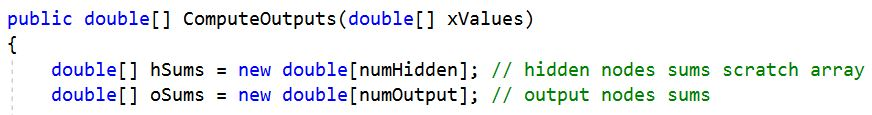 public double[] ComputeOutputs(double[] xValues)
{
double[] hSums = new double[numHidden]; // hidden nodes sums scratch array
double[] oSums = new double[numOutput]; // output nodes sums